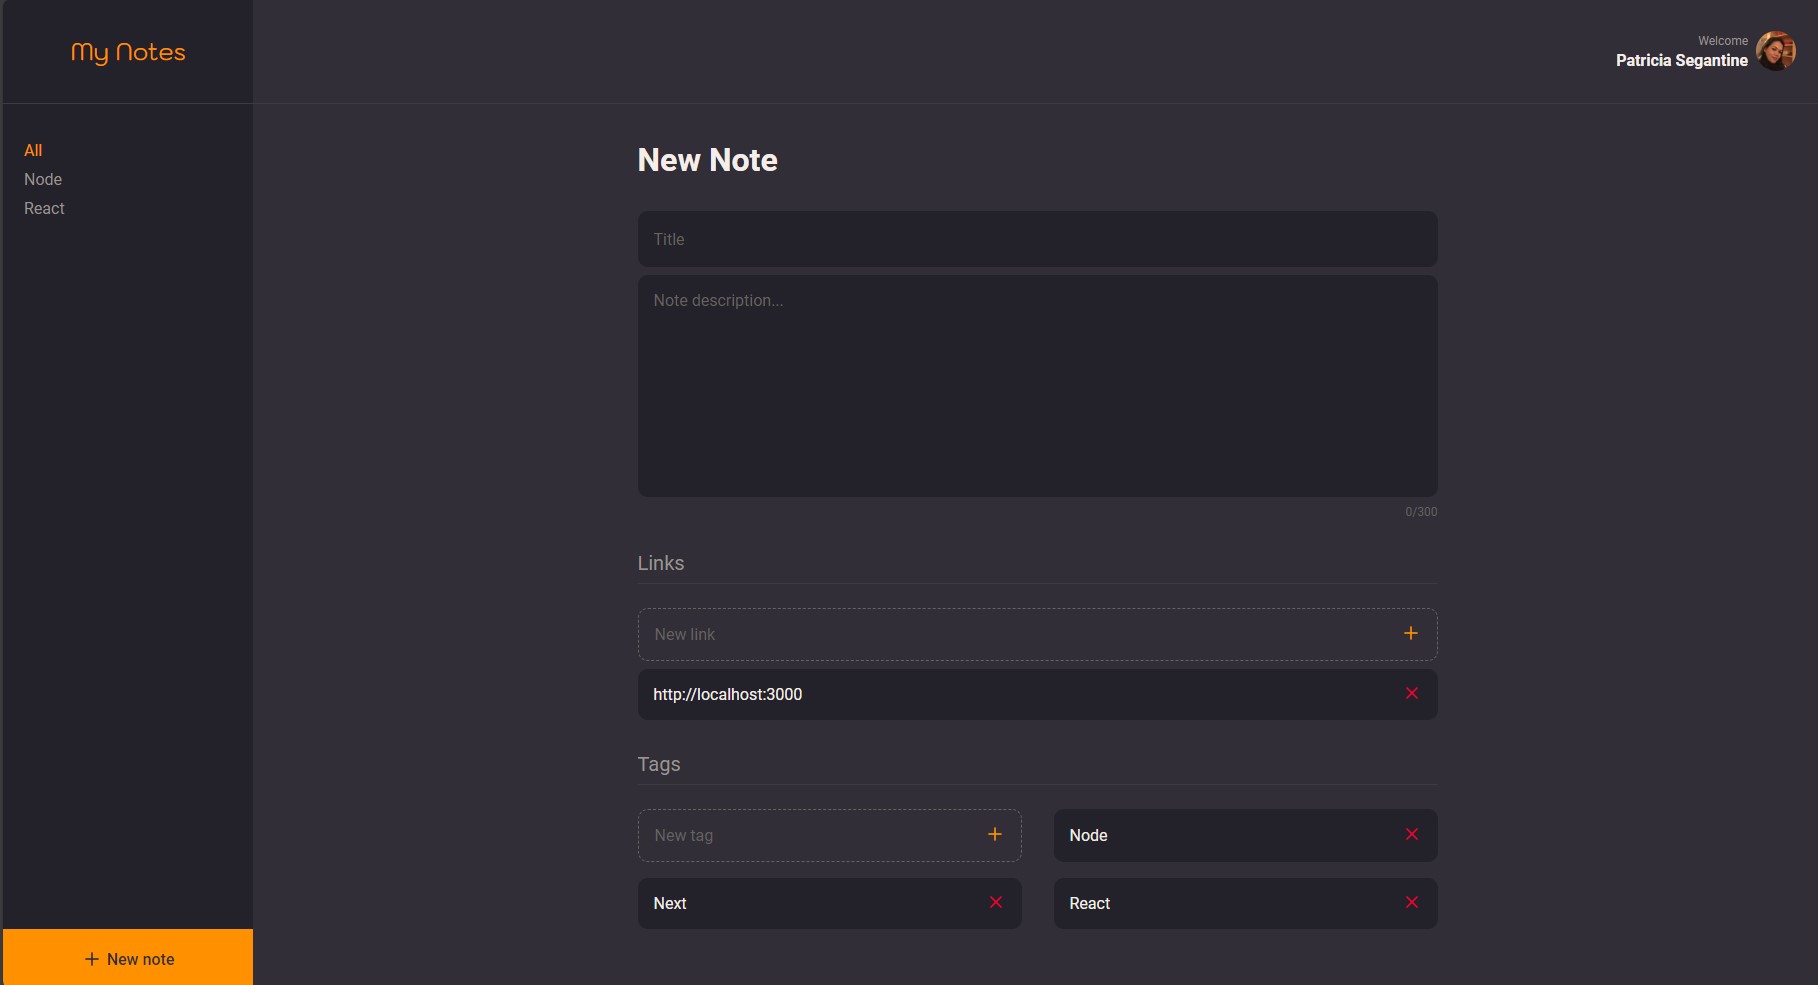 My Notes
Welcome
Patricia Segantine
All
Node
React
New Note
Title
Note description...
0/300
Links
New link
http://localhost:3000
Tags
New tag
Node
Next
React
New note